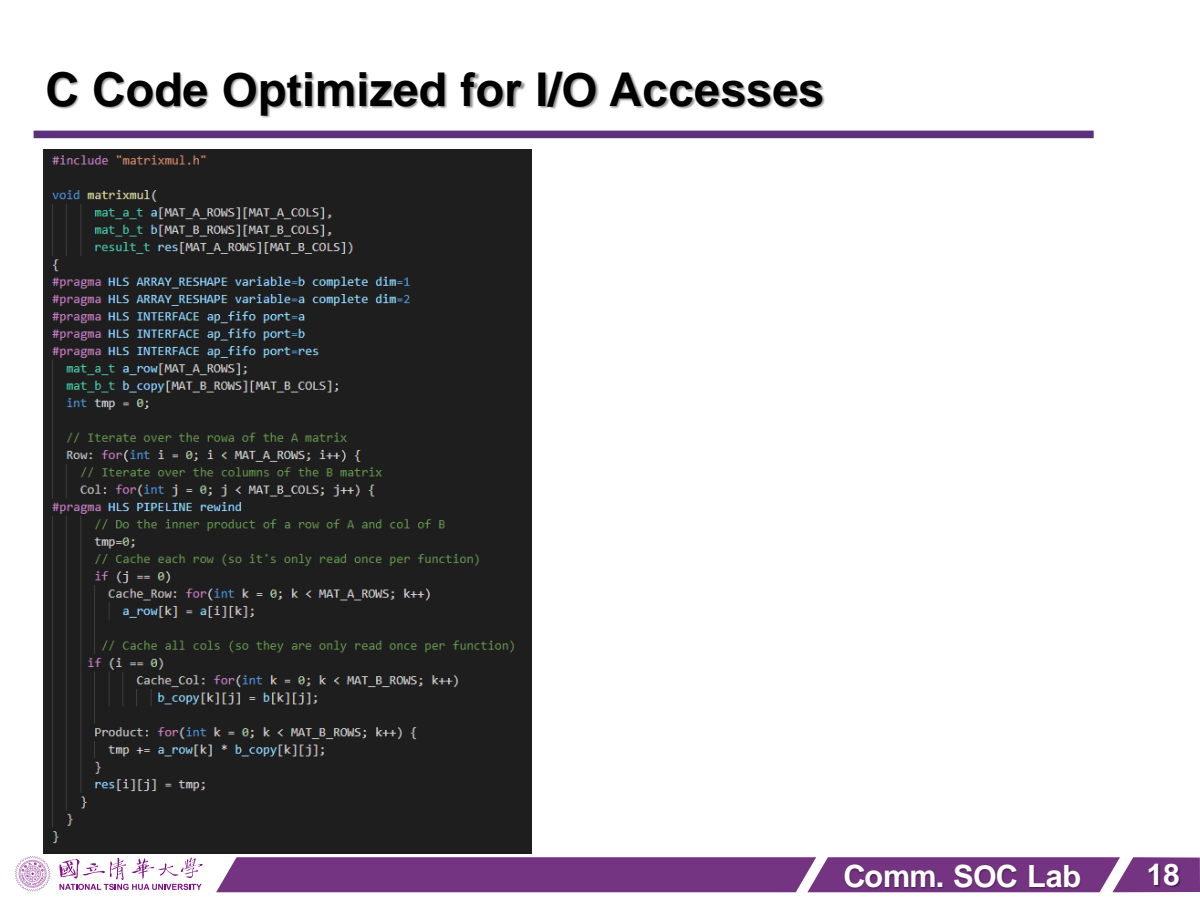 C Code Optimized for I/O Accesses
#include "matrixmul.h"
void matrixmul(
mat_a_t a[MAT_A_ROWS][MAT_A_COLS],
mat_b_t b[MAT_B_ROWS][MAT_B_COLS],
result_t res[MAT_A_ROWS][MAT_B_COLS])
{
#pragma HLS ARRAY_RESHAPE variable=b complete dim=1
#pragma HLS ARRAY_RESHAPE variable=a complete dim=2
#pragma HLS INTERFACE ap_fifo port=a
#pragma HLS INTERFACE ap_fifo port=b
#pragma HLS INTERFACE ap_fifo port=res
mat_a_t a_row[MAT_A_ROWS];
mat_b_t b_copy[MAT_B_ROWS][MAT_B_COLS];
int tmp = 0;
// Iterate over the rowa of the A matrix
Row: for(int i = 0; i < MAT_A_ROWS; i++) {
// Iterate over the columns of the B matrix
Col: for(int j = 0; j < MAT_B_COLS; j++) {
#pragma HLS PIPELINE rewind
// Do the inner product of a row of A and col of B
tmp=0;
// Cache each row (so it's only read once per function)
if (j == 0)
Cache_Row: for(int k = 0; k < MAT_A_ROWS; k++)
a_row[k] = a[i][k];
// Cache all cols (so they are only read once per function)
if (i == 0)
Cache_Col: for(int k = 0; k < MAT_B_ROWS; k++)
b_copy[k][j] = b[k][j];
Product: for(int k = 0; k < MAT_B_ROWS; k++) {
tmp += a_row[k] * b_copy[k][j];
}
res[i][j] = tmp;
}
}
}
國立清華大學
NATIONAL TSING HUA UNIVERSITY
Comm. SOC Lab
18